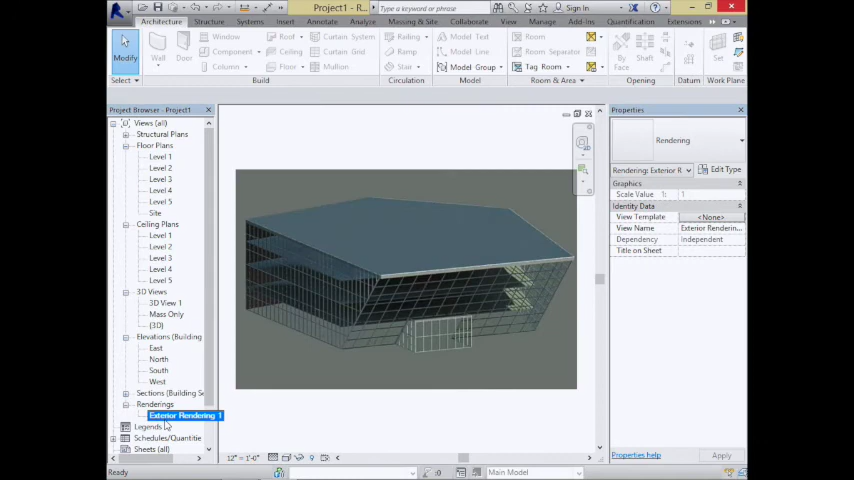 Project1 - R...
Type a keyword or phrase
Sign In
Architecture Structure Systems Insert Annotate Analyze Massing & Site Collaborate View Manage Add-Ins Quantification Extensions
Modify
Wall
Door
Window
Component
Column
Roof
Ceiling
Floor
Curtain System
Curtain Grid
Mullion
Railing
Ramp
Stair
Model Text
Model Line
Model Group
Room
Room Separator
Tag Room
By Face
Shaft
Set
Select Build Circulation Model Room & Area Opening Datum Work Plane
Project Browser - Project1
Views (all)
Structural Plans
Floor Plans
Level 1
Level 2
Level 3
Level 4
Level 5
Site
Ceiling Plans
Level 1
Level 2
Level 3
Level 4
Level 5
3D Views
3D View 1
Mass Only
{3D}
Elevations (Building
East
North
South
West
Sections (Building Se
Renderings
Exterior Rendering 1
Legends
Schedules/Quantitie
Sheets (all)
Properties
Rendering
Rendering: Exterior R
Edit Type
Graphics
Scale Value: 1 1
Identity Data
View Template <None>
View Name Exterior Renderin...
Dependency Independent
Title on Sheet
Properties help
Apply
12" = 1'-0"
Ready
:0
Main Model